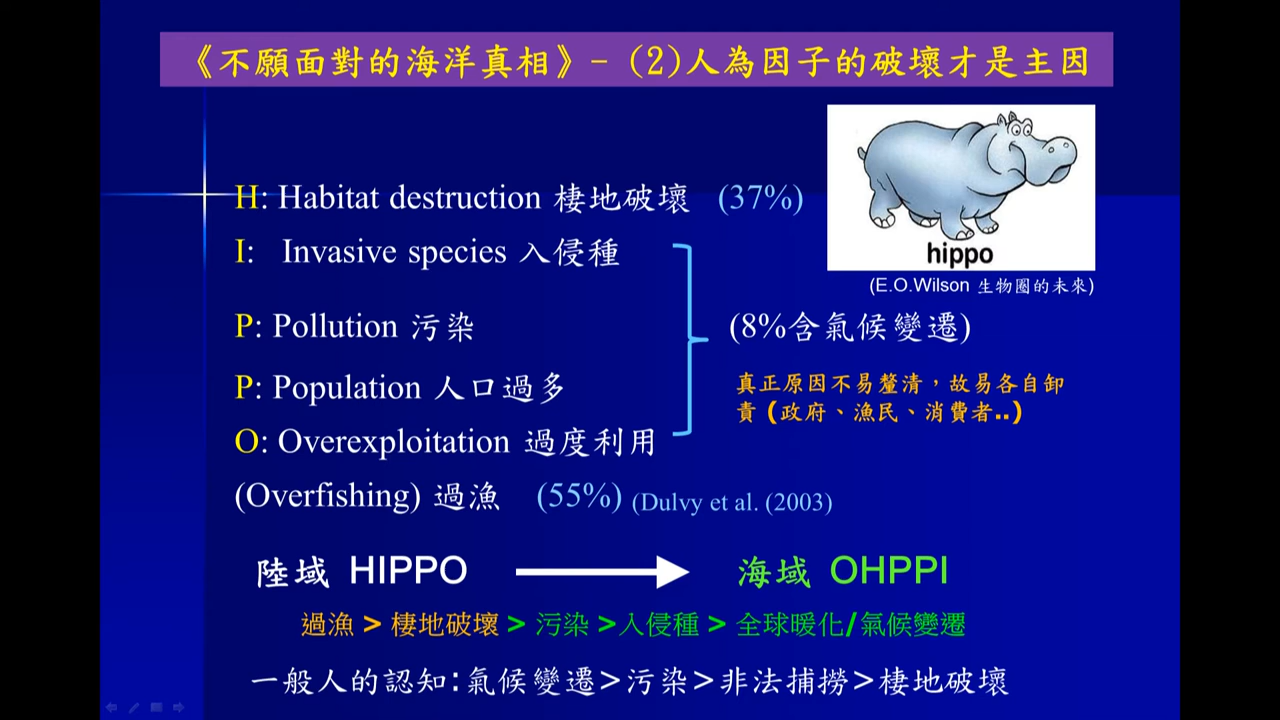 《不願面對的海洋真相》- (2)人為因子的破壞才是主因
H: Habitat destruction 棲地破壞 (37%)
I: Invasive species 入侵種
hippo
(E.O.Wilson 生物圈的未來)
P: Pollution 污染
(8%含氣候變遷)
P: Population 人口過多
真正原因不易釐清，故易各自卸
責 (政府、漁民、消費者..)
O: Overexploitation 過度利用
(Overfishing) 過漁 (55%) (Dulvy et al. (2003)
陸域 HIPPO 海域 OHPPI
過漁 > 棲地破壞 > 污染 >入侵種 > 全球暖化/氣候變遷
一般人的認知:氣候變遷>污染>非法捕撈>棲地破壞